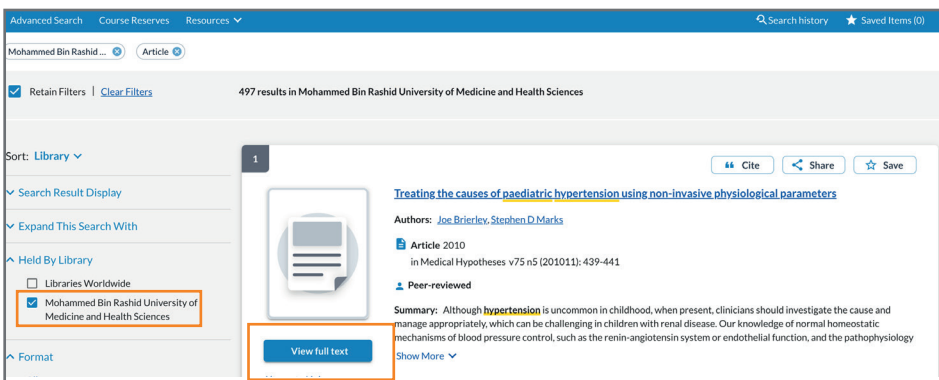 Advanced Search Course Reserves Resources
Search history Saved Items (0)
Mohammed Bin Rashid ... Article
Retain Filters | Clear Filters
497 results in Mohammed Bin Rashid University of Medicine and Health Sciences
Sort: Library
Search Result Display
Expand This Search With
Held By Library
Libraries Worldwide
Mohammed Bin Rashid University of
Medicine and Health Sciences
Format
1
Cite Share Save
Treating the causes of paediatric hypertension using non-invasive physiological parameters
Authors: Joe Brierley, Stephen D Marks
Article 2010
in Medical Hypotheses v75 n5 (201011): 439-441
Peer-reviewed
Summary: Although hypertension is uncommon in childhood, when present, clinicians should investigate the cause and
manage appropriately, which can be challenging in children with renal disease. Our knowledge of normal homeostatic
mechanisms of blood pressure control, such as the renin-angiotensin system or endothelial function, and the pathophysiology
Show More
View full text